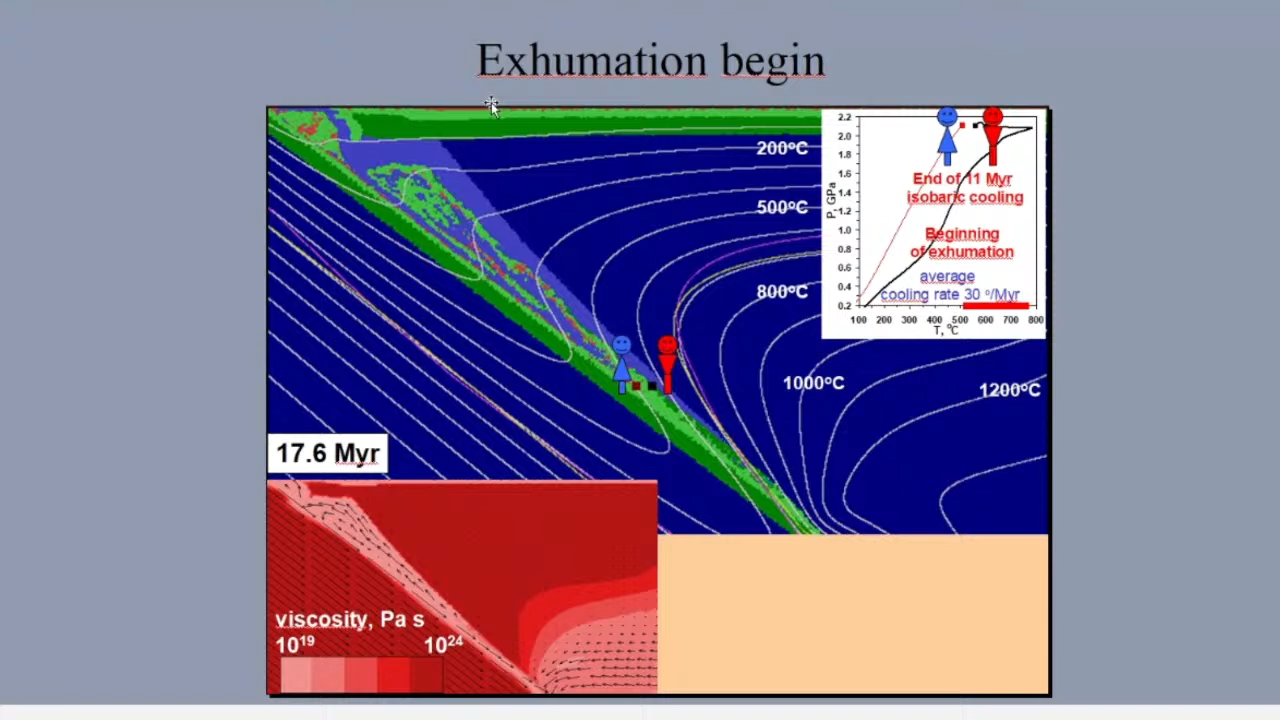 Exhumation begin
200°C
500°C
800°C
1000°C
1200°C
17.6 Myr
viscosity, Pa s
10¹⁹ 10²⁴
2.2
2.0
1.8
1.6
1.4
1.2
1.0
0.8
0.6
0.4
0.2
P, GPa
End of 11 Myr
isobaric cooling
Beginning
of exhumation
average
cooling rate 30 °/Myr
100 200 300 400 500 600 700 800
T, °C